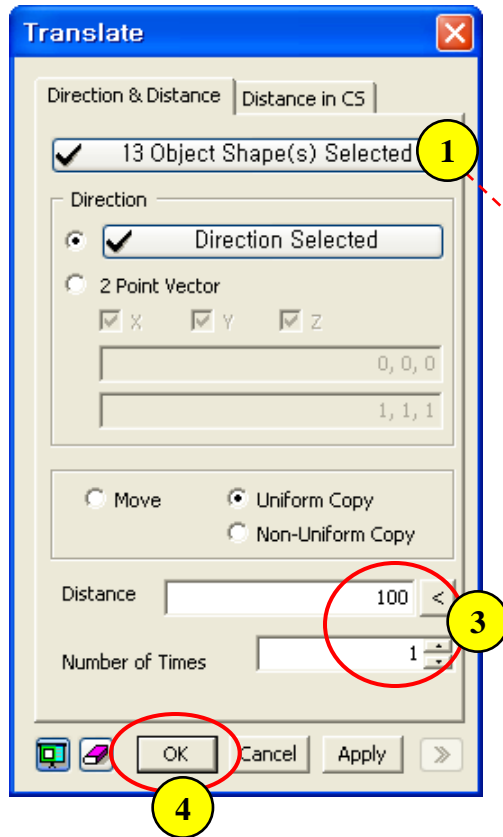 Translate
Direction & Distance
Distance in CS
13 Object Shape(s) Selected
1
Direction
Direction Selected
2 Point Vector
X Y Z
0, 0, 0
1, 1, 1
Move
Uniform Copy
Non-Uniform Copy
Distance
100
<
3
Number of Times
1
OK
Cancel
Apply
>>
4